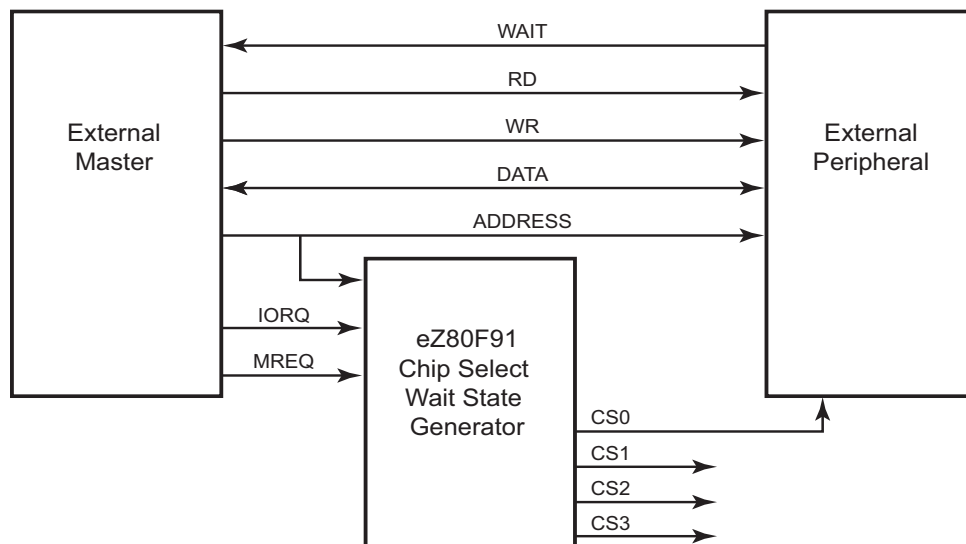 WAIT
RD
External
Master
WR
External
Peripheral
DATA
ADDRESS
IORQ
MREQ
eZ80F91
Chip Select
Wait State
Generator
CS0
CS1
CS2
CS3